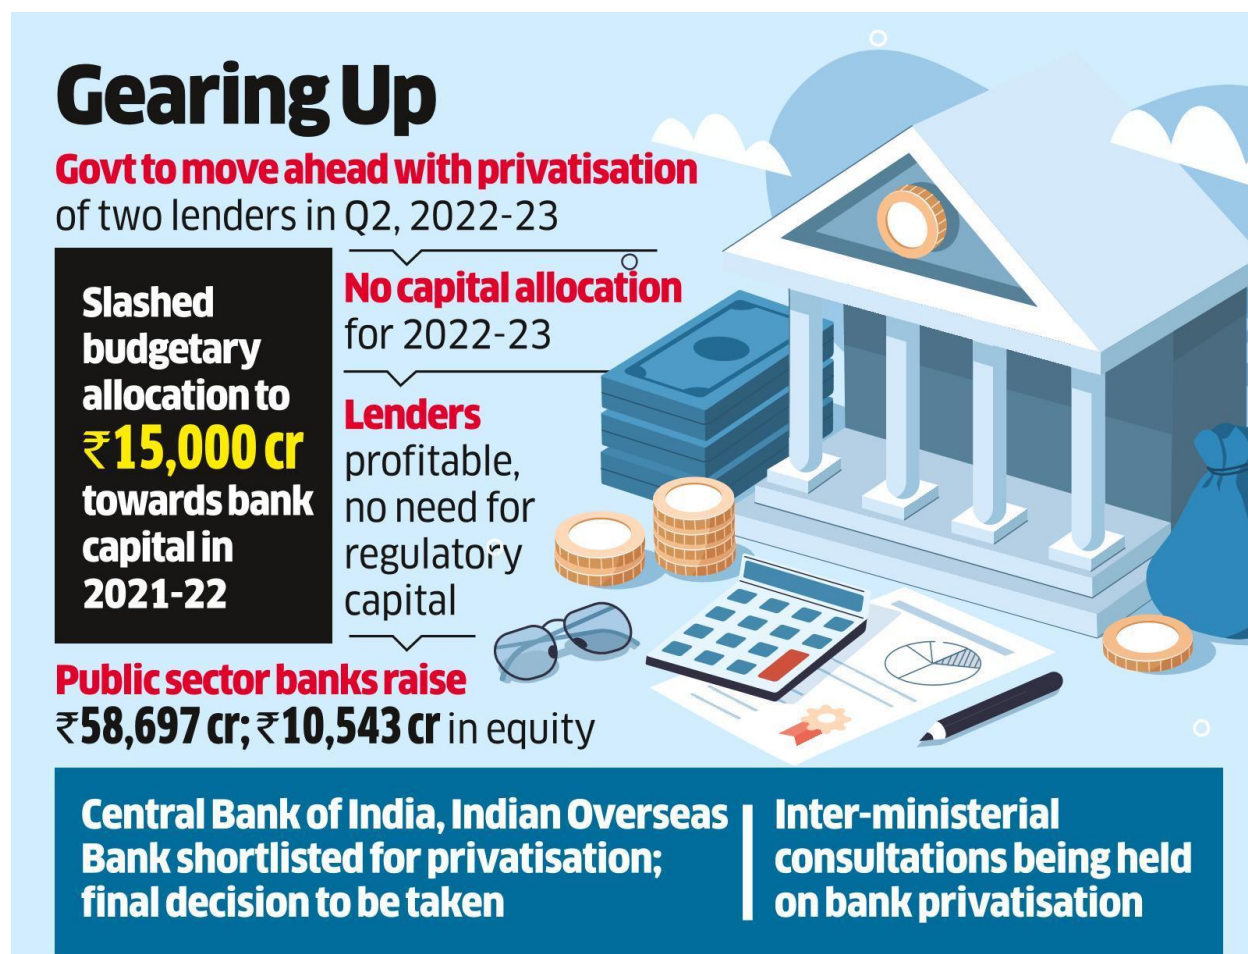 Gearing Up
Govt to move ahead with privatisation
of two lenders in Q2, 2022-23
Slashed
budgetary
allocation to
₹15,000 cr
towards bank
capital in
2021-22
No capital allocation
for 2022-23
Lenders
profitable,
no need for
regulatory
capital
Public sector banks raise
₹58,697 cr; ₹10,543 cr in equity
Central Bank of India, Indian Overseas
Bank shortlisted for privatisation;
final decision to be taken
Inter-ministerial
consultations being held
on bank privatisation